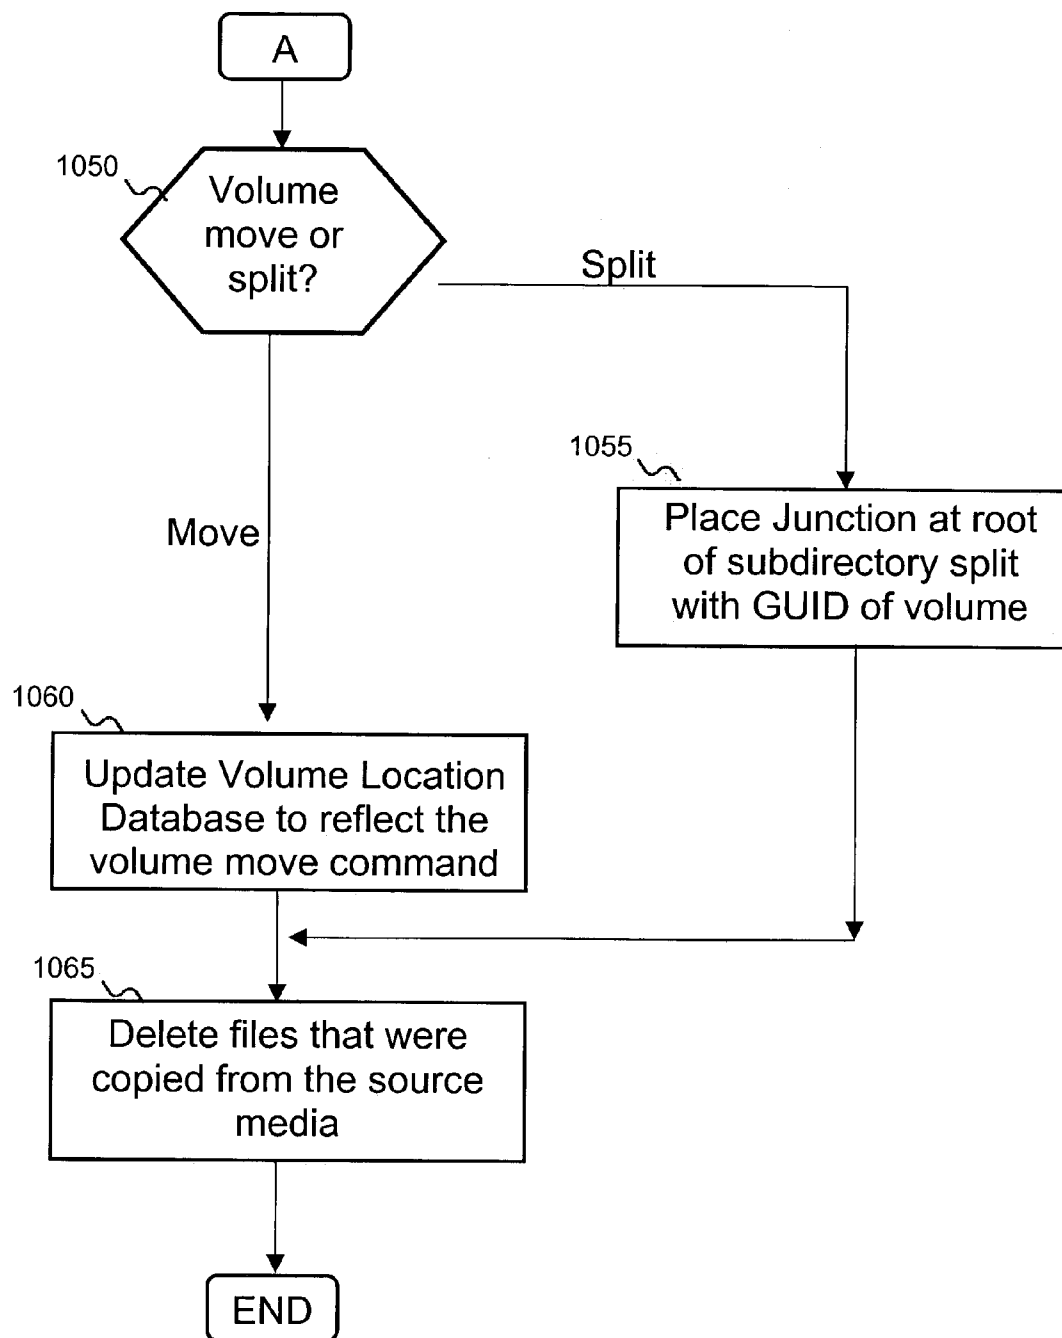 A
1050
Volume
move or
split?
Split
Move
1055
Place Junction at root
of subdirectory split
with GUID of volume
1060
Update Volume Location
Database to reflect the
volume move command
1065
Delete files that were
copied from the source
media
END